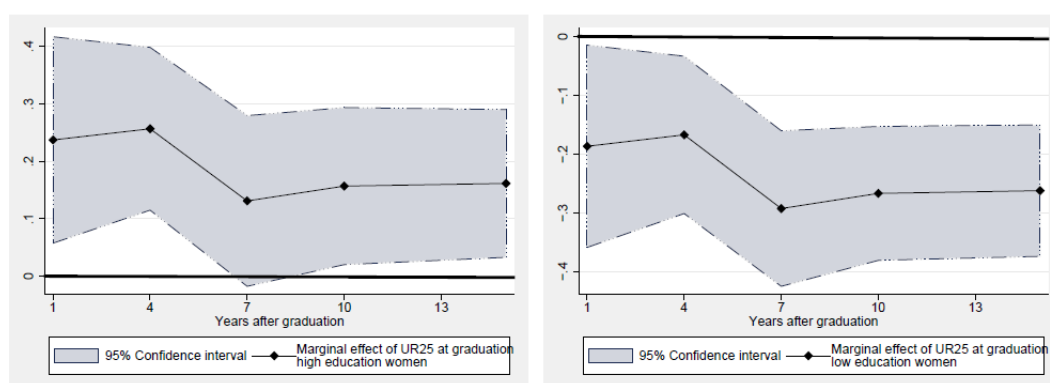 .4
.3
.2
.1
0
1 4 7 10 13
Years after graduation
95% Confidence interval
Marginal effect of UR25 at graduation
high education women
0
-.1
-.2
-.3
-.4
1 4 7 10 13
Years after graduation
95% Confidence interval
Marginal effect of UR25 at graduation
low education women